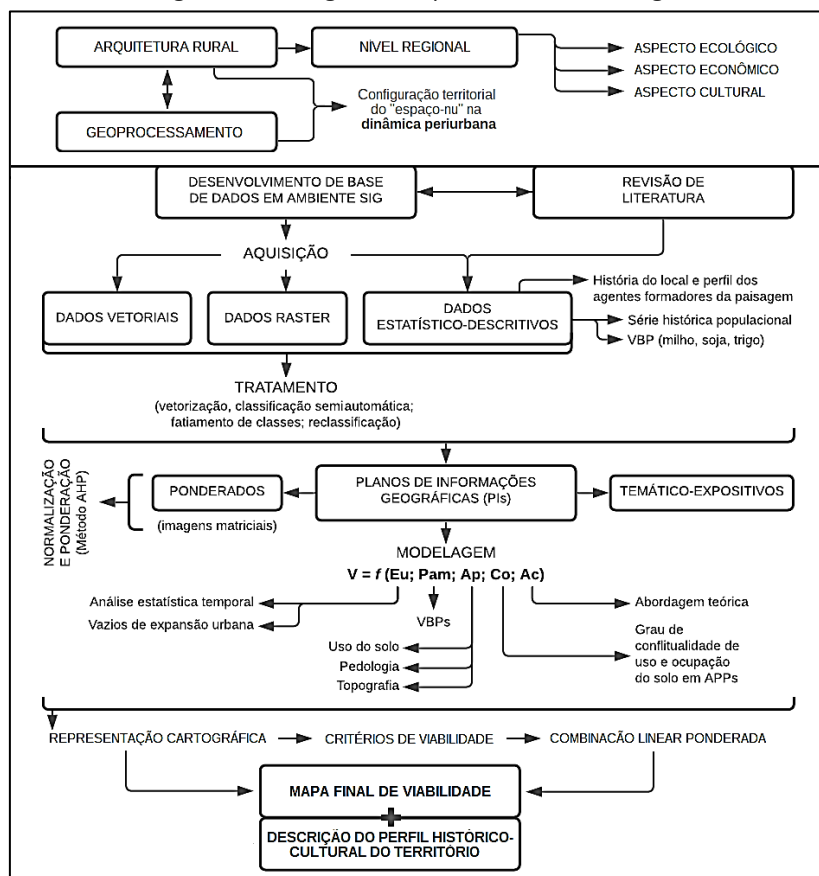 ARQUITETURA RURAL
NÍVEL REGIONAL
ASPECTO ECOLÓGICO
ASPECTO ECONÔMICO
ASPECTO CULTURAL
Configuração territorial
do "espaço-nu" na
dinâmica periurbana
GEOPROCESSAMENTO
DESENVOLVIMENTO DE BASE
DE DADOS EM AMBIENTE SIG
REVISÃO DE
LITERATURA
AQUISIÇÃO
DADOS VETORIAIS
DADOS RASTER
DADOS
ESTATÍSTICO-DESCRITIVOS
História do local e perfil dos
agentes formadores da paisagem
Série histórica populacional
VBP (milho, soja, trigo)
TRATAMENTO
(vetorização, classificação semiautomática;
fatiamento de classes; reclassificação)
NORMALIZAÇÃO
E PONDERAÇÃO
(Método AHP)
PONDERADOS
(imagens matriciais)
PLANOS DE INFORMAÇÕES
GEOGRÁFICAS (PIs)
TEMÁTICO-EXPOSITIVOS
MODELAGEM
V = f (Eu; Pam; Ap; Co; Ac)
Análise estatística temporal
Vazios de expansão urbana
VBPs
Uso do solo
Pedologia
Topografia
Abordagem teórica
Grau de
conflitualidade de
uso e ocupação
do solo em APPs
REPRESENTAÇÃO CARTOGRÁFICA
CRITÉRIOS DE VIABILIDADE
COMBINACÃO LINEAR PONDERADA
MAPA FINAL DE VIABILIDADE
DESCRIÇÃO DO PERFIL HISTÓRICO-
CULTURAL DO TERRITÓRIO